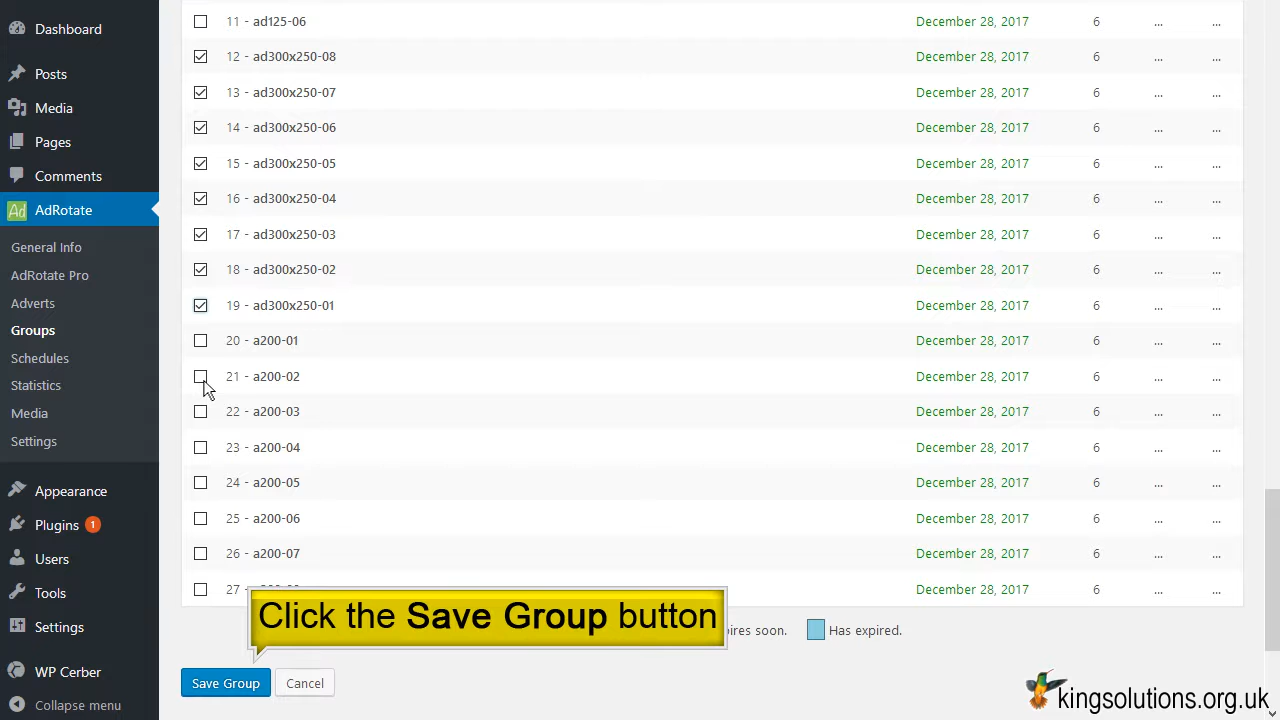 Dashboard
Posts
Media
Pages
Comments
Ad AdRotate
General Info
AdRotate Pro
Adverts
Groups
Schedules
Statistics
Media
Settings
Appearance
Plugins 1
Users
Tools
Settings
WP Cerber
Collapse menu
11 - ad125-06 December 28, 2017 6 ... ...
12 - ad300x250-08 December 28, 2017 6 ... ...
13 - ad300x250-07 December 28, 2017 6 ... ...
14 - ad300x250-06 December 28, 2017 6 ... ...
15 - ad300x250-05 December 28, 2017 6 ... ...
16 - ad300x250-04 December 28, 2017 6 ... ...
17 - ad300x250-03 December 28, 2017 6 ... ...
18 - ad300x250-02 December 28, 2017 6 ... ...
19 - ad300x250-01 December 28, 2017 6 ... ...
20 - a200-01 December 28, 2017 6 ... ...
21 - a200-02 December 28, 2017 6 ... ...
22 - a200-03 December 28, 2017 6 ... ...
23 - a200-04 December 28, 2017 6 ... ...
24 - a200-05 December 28, 2017 6 ... ...
25 - a200-06 December 28, 2017 6 ... ...
26 - a200-07 December 28, 2017 6 ... ...
27 - December 28, 2017 6 ... ...
Click the Save Group button
soon. Has expired.
Save Group Cancel
kingsolutions.org.uk